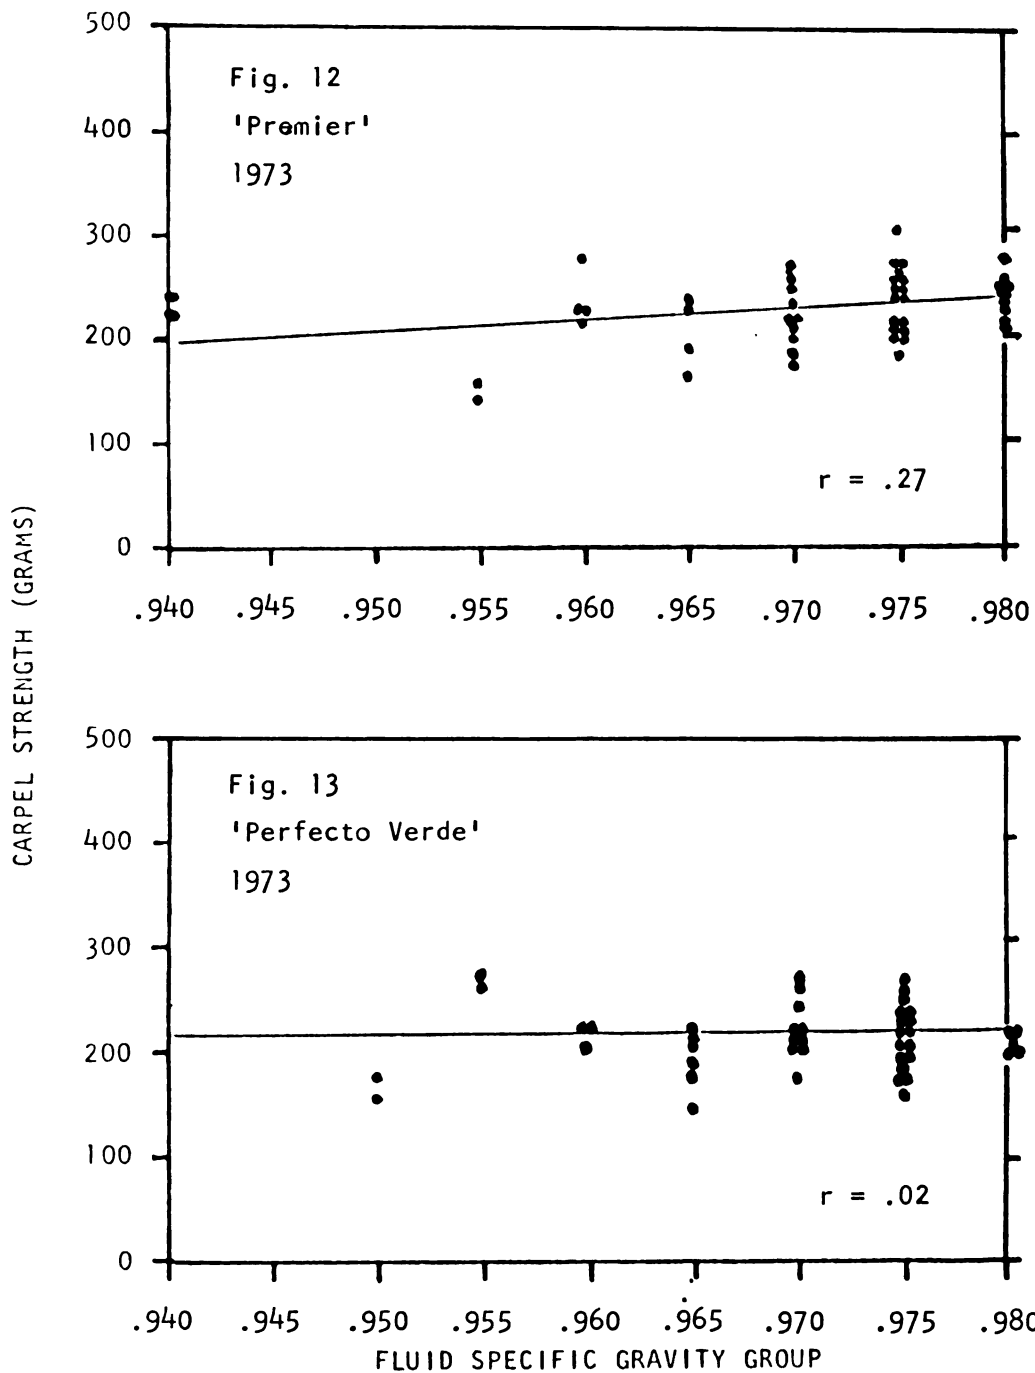 CARPEL STRENGTH (GRAMS)
500
400
300
200
100
0
Fig. 12
'Premier'
1973
r = .27
.940 .945 .950 .955 .960 .965 .970 .975 .980
500
400
300
200
100
0
Fig. 13
'Perfecto Verde'
1973
r = .02
.940 .945 .950 .955 .960 .965 .970 .975 .980
FLUID SPECIFIC GRAVITY GROUP